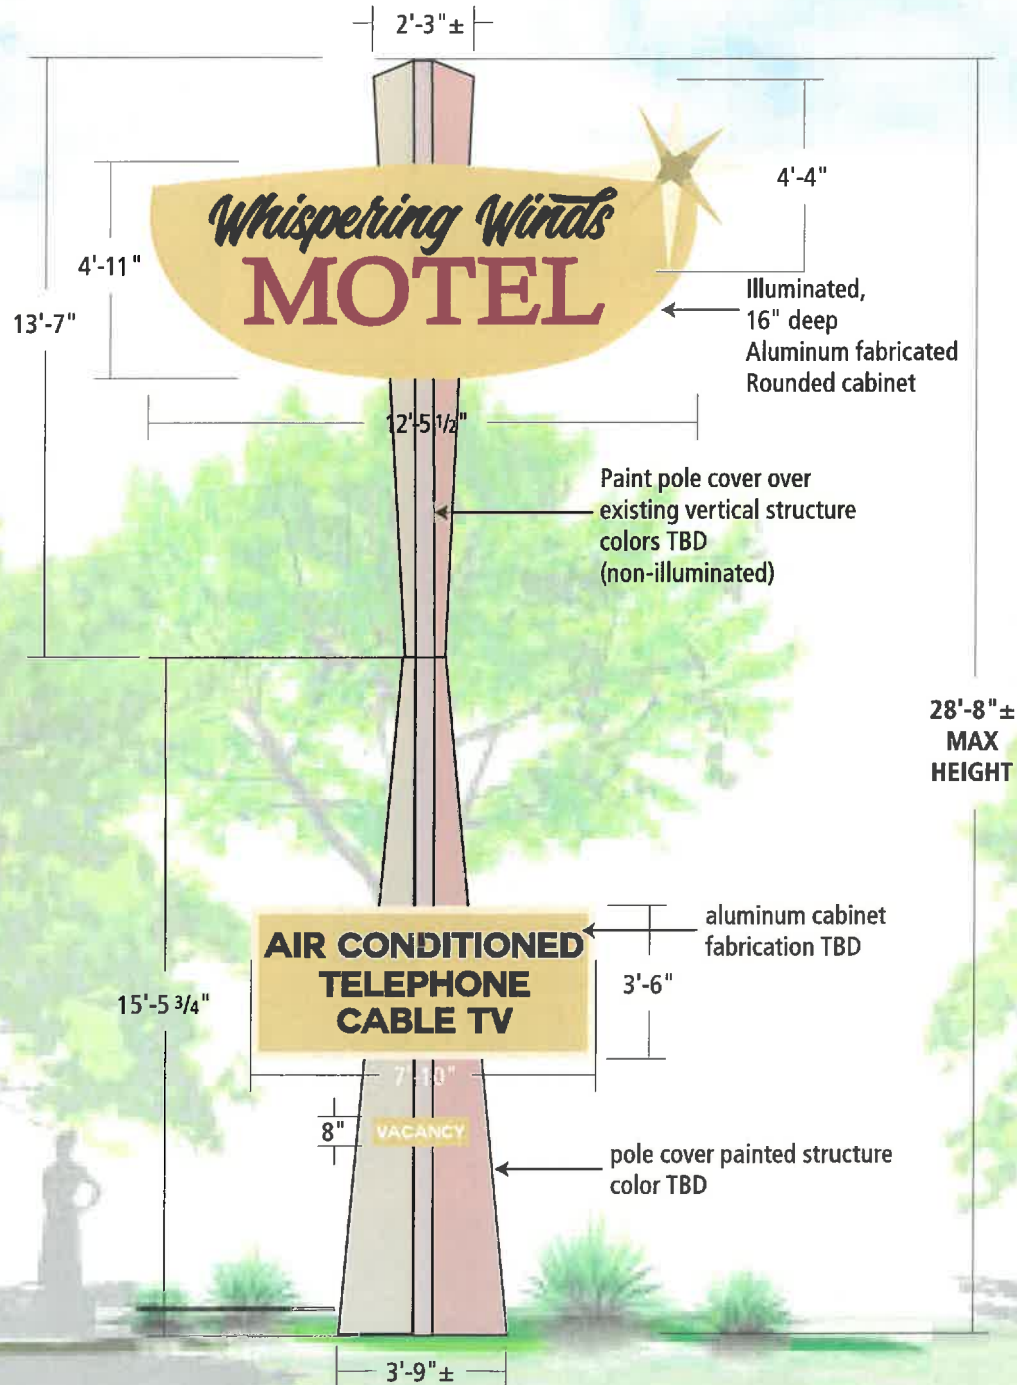 2'-3"±
Whispering Winds
MOTEL
4'-4"
4'-11"
13'-7"
Illuminated,
16" deep
Aluminum fabricated
Rounded cabinet
12'-5 1/2"
Paint pole cover over
existing vertical structure
colors TBD
(non-illuminated)
28'-8"±
MAX
HEIGHT
aluminum cabinet
fabrication TBD
AIR CONDITIONED
TELEPHONE
CABLE TV
3'-6"
15'-5 3/4"
7'-10"
8"
VACANCY
pole cover painted structure
color TBD
3'-9"±